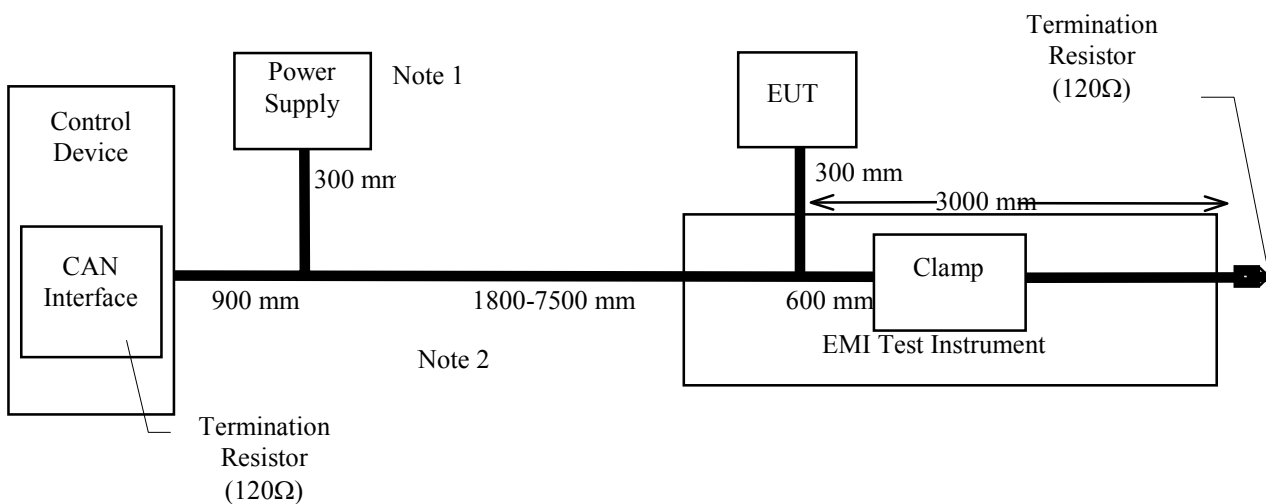 Termination
Resistor
(120Ω)
Power
Supply
Note 1
EUT
Control
Device
300 mm
300 mm
3000 mm
CAN
Interface
Clamp
900 mm
1800-7500 mm
600 mm
EMI Test Instrument
Note 2
Termination
Resistor
(120Ω)